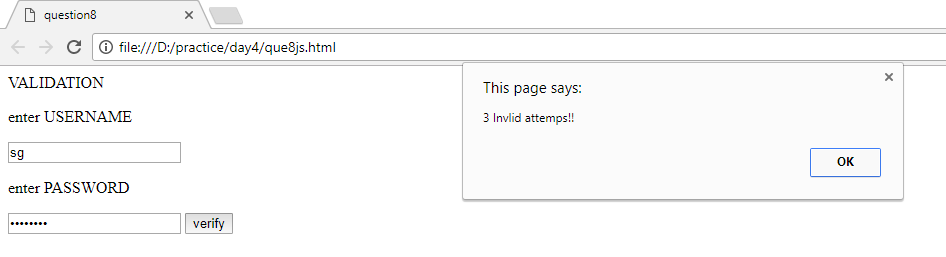 question8
file:///D:/practice/day4/que8js.html
VALIDATION
enter USERNAME
sg
enter PASSWORD
•••••••• verify
This page says:
3 Invlid attemps!!
OK